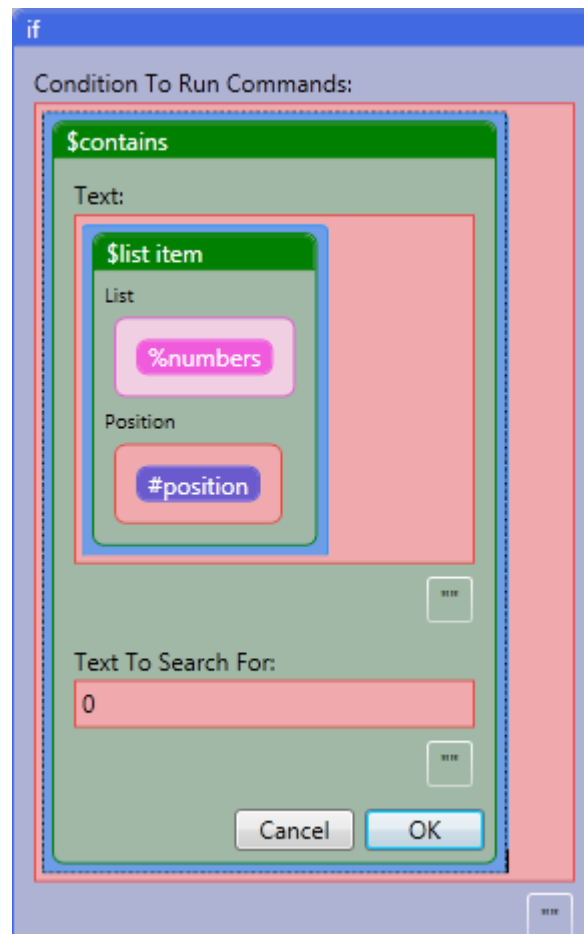 if
Condition To Run Commands:
$contains
Text:
$list item
List
%numbers
Position
#position
""
Text To Search For:
0
""
Cancel
OK
""